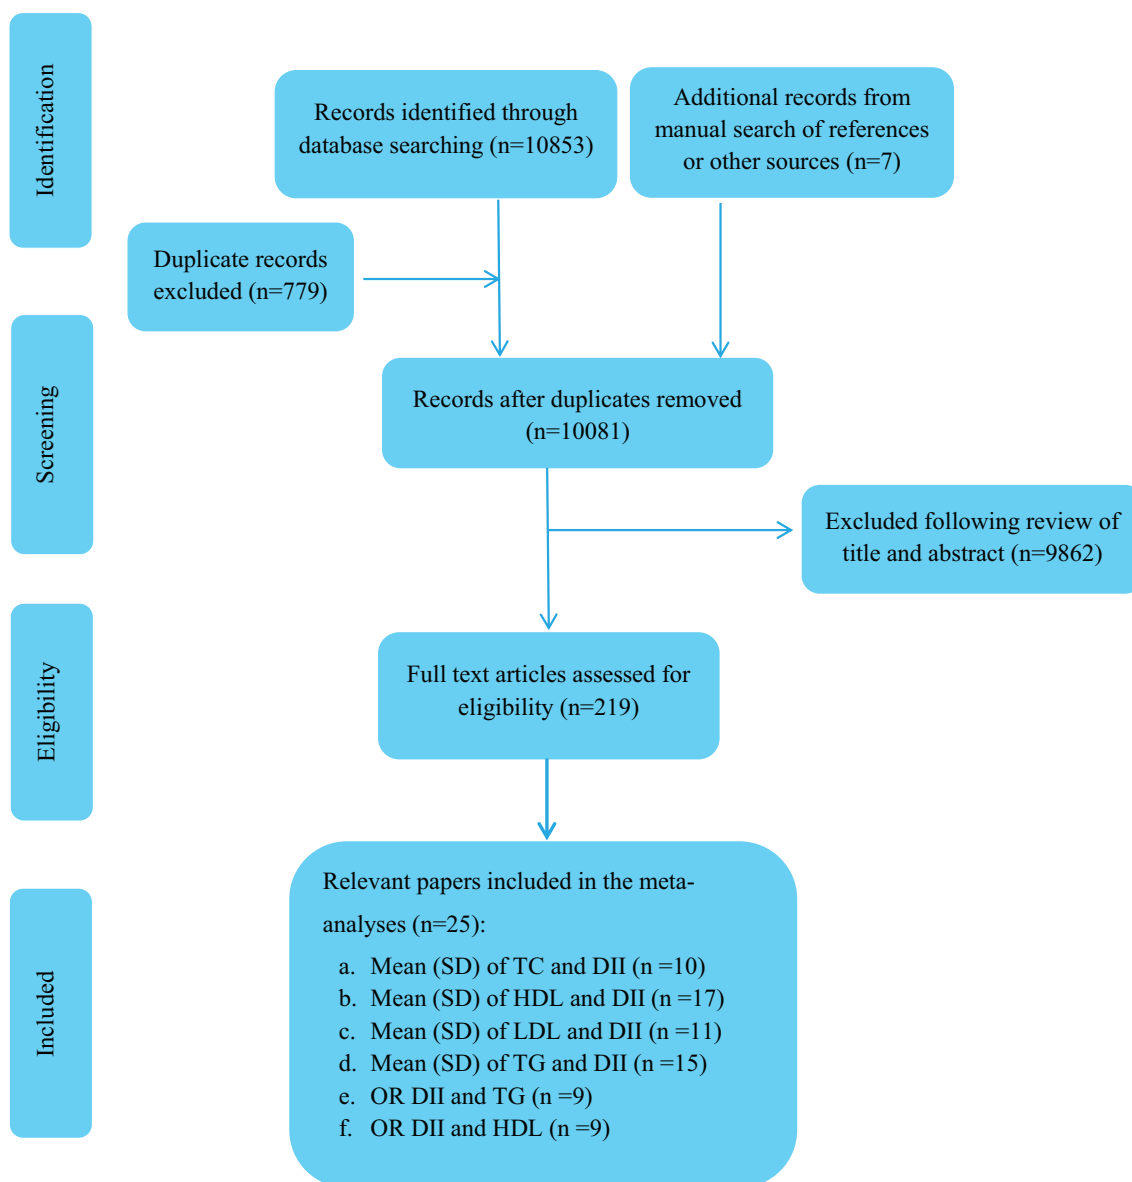 Identification
Records identified through
database searching (n=10853)
Additional records from
manual search of references
or other sources (n=7)
Duplicate records
excluded (n=779)
Screening
Records after duplicates removed
(n=10081)
Excluded following review of
title and abstract (n=9862)
Eligibility
Full text articles assessed for
eligibility (n=219)
Included
Relevant papers included in the meta-
analyses (n=25):
a. Mean (SD) of TC and DII (n =10)
b. Mean (SD) of HDL and DII (n =17)
c. Mean (SD) of LDL and DII (n =11)
d. Mean (SD) of TG and DII (n =15)
e. OR DII and TG (n =9)
f. OR DII and HDL (n =9)